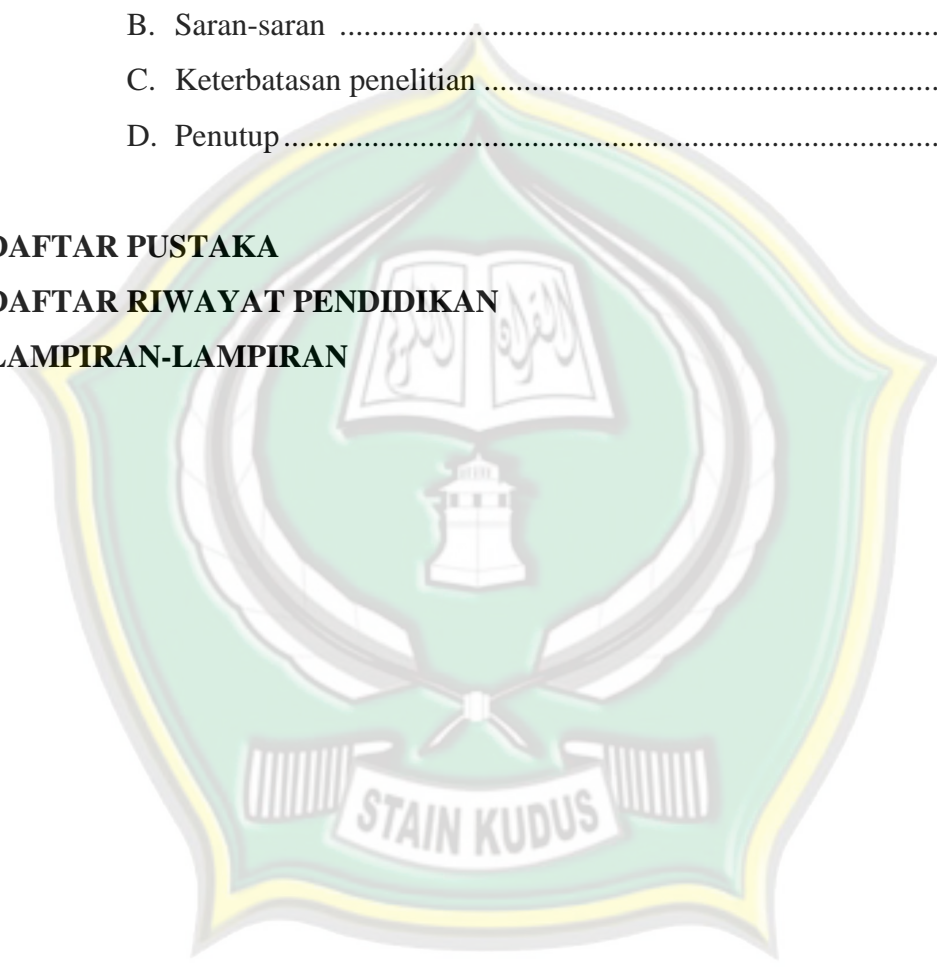 B. Saran-saran ..........................................................................
C. Keterbatasan penelitian .........................................................
D. Penutup .................................................................................
DAFTAR PUSTAKA
DAFTAR RIWAYAT PENDIDIKAN
LAMPIRAN-LAMPIRAN
STAIN KUDUS